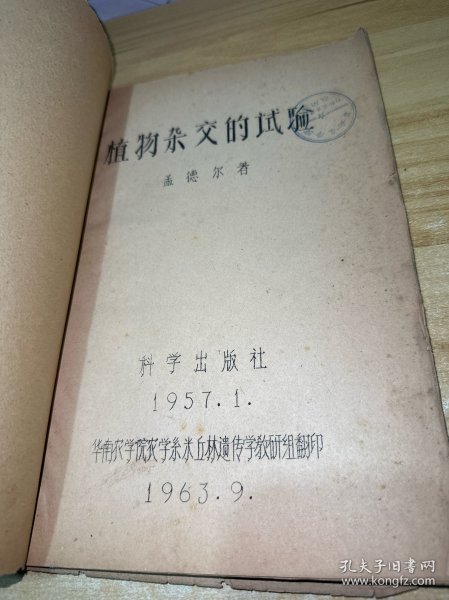 植物杂交的试验
孟德尔著
科学出版社
1957.1.
华南农学院农学系米丘林遗传学教研组翻印
1963.9.
孔夫子旧书网
www.kongfz.com